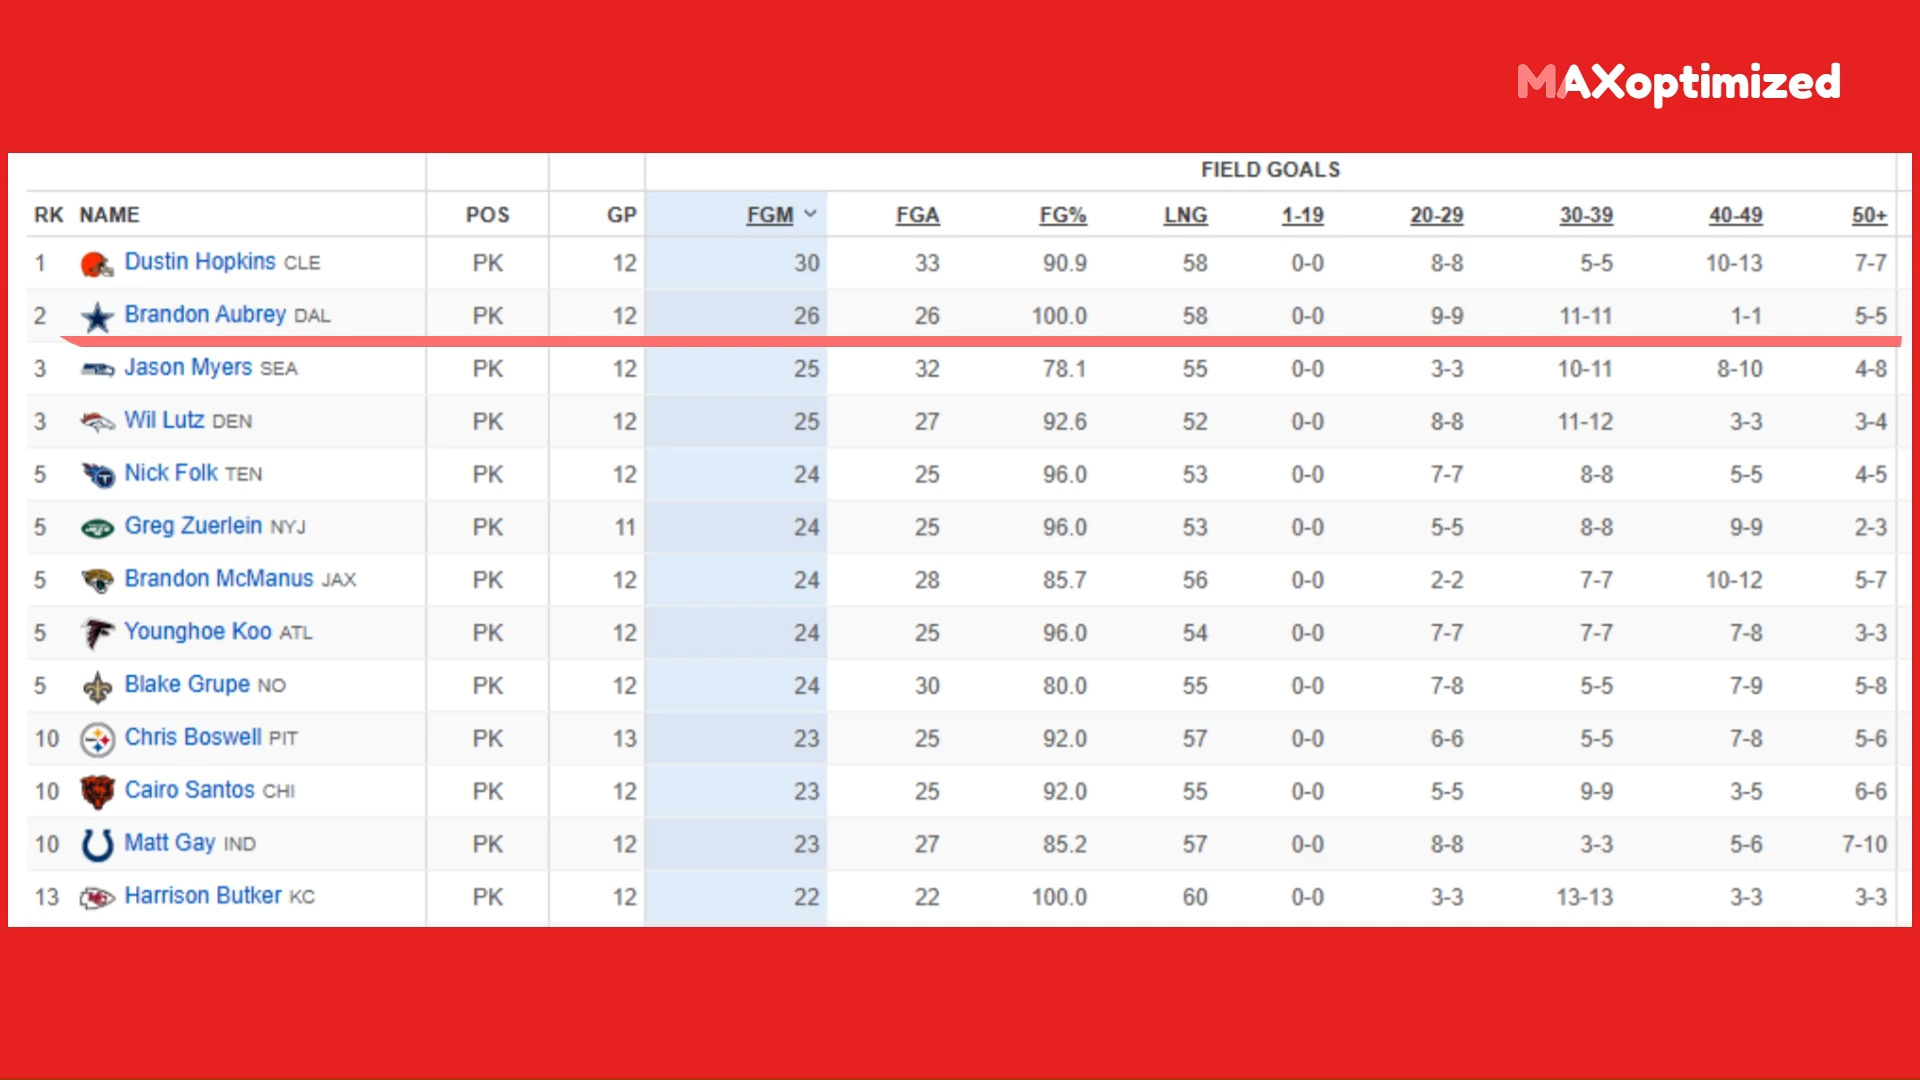 MAXoptimized
FIELD GOALS
RK NAME POS GP FGM FGA FG% LNG 1-19 20-29 30-39 40-49 50+
1 Dustin Hopkins CLE PK 12 30 33 90.9 58 0-0 8-8 5-5 10-13 7-7
2 Brandon Aubrey DAL PK 12 26 26 100.0 58 0-0 9-9 11-11 1-1 5-5
3 Jason Myers SEA PK 12 25 32 78.1 55 0-0 3-3 10-11 8-10 4-8
3 Wil Lutz DEN PK 12 25 27 92.6 52 0-0 8-8 11-12 3-3 3-4
5 Nick Folk TEN PK 12 24 25 96.0 53 0-0 7-7 8-8 5-5 4-5
5 Greg Zuerlein NYJ PK 11 24 25 96.0 53 0-0 5-5 8-8 9-9 2-3
5 Brandon McManus JAX PK 12 24 28 85.7 56 0-0 2-2 7-7 10-12 5-7
5 Younghoe Koo ATL PK 12 24 25 96.0 54 0-0 7-7 7-7 7-8 3-3
5 Blake Grupe NO PK 12 24 30 80.0 55 0-0 7-8 5-5 7-9 5-8
10 Chris Boswell PIT PK 13 23 25 92.0 57 0-0 6-6 5-5 7-8 5-6
10 Cairo Santos CHI PK 12 23 25 92.0 55 0-0 5-5 9-9 3-5 6-6
10 Matt Gay IND PK 12 23 27 85.2 57 0-0 8-8 3-3 5-6 7-10
13 Harrison Butker KC PK 12 22 22 100.0 60 0-0 3-3 13-13 3-3 3-3